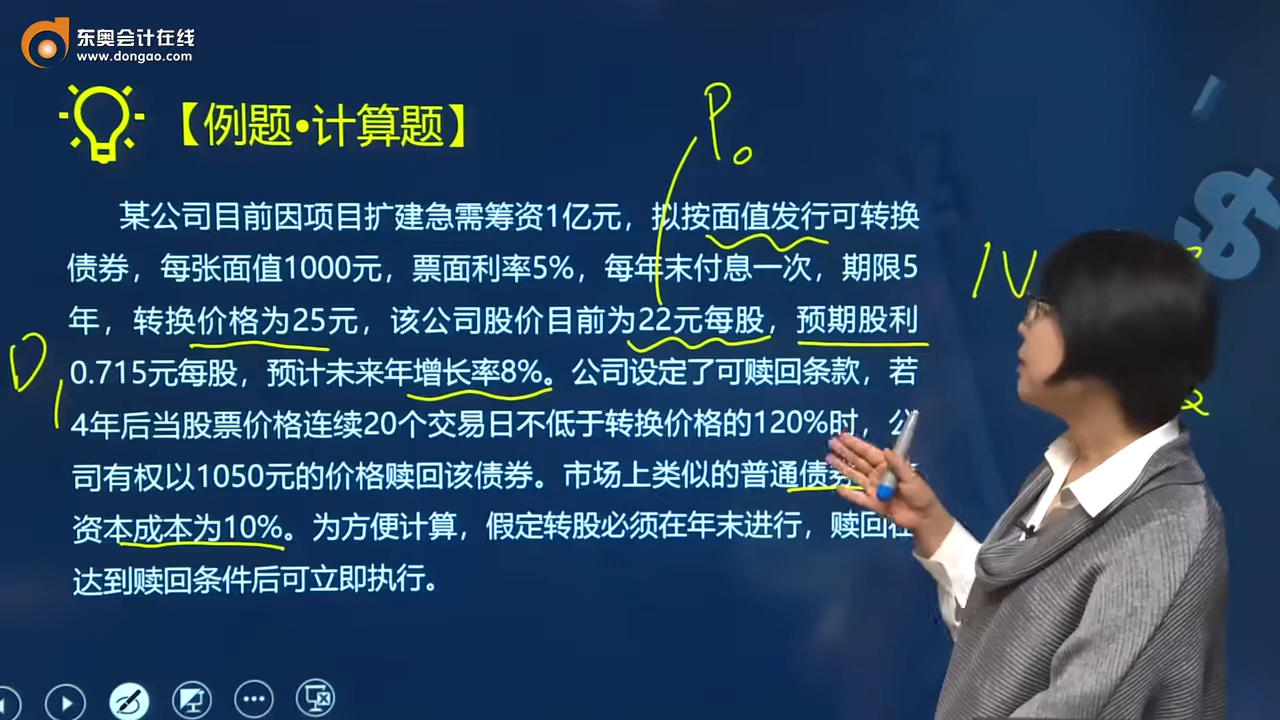 东奥会计在线
www.dongao.com
【例题•计算题】
P₀
某公司目前因项目扩建急需筹资1亿元，拟按面值发行可转换
债券，每张面值1000元，票面利率5%，每年末付息一次，期限5
年，转换价格为25元，该公司股价目前为22元每股，预期股利
D₁
0.715元每股，预计未来年增长率8%。公司设定了可赎回条款，若
4年后当股票价格连续20个交易日不低于转换价格的120%时，公
司有权以1050元的价格赎回该债券。市场上类似的普通债券
资本成本为10%。为方便计算，假定转股必须在年末进行，赎回在
达到赎回条件后可立即执行。
$